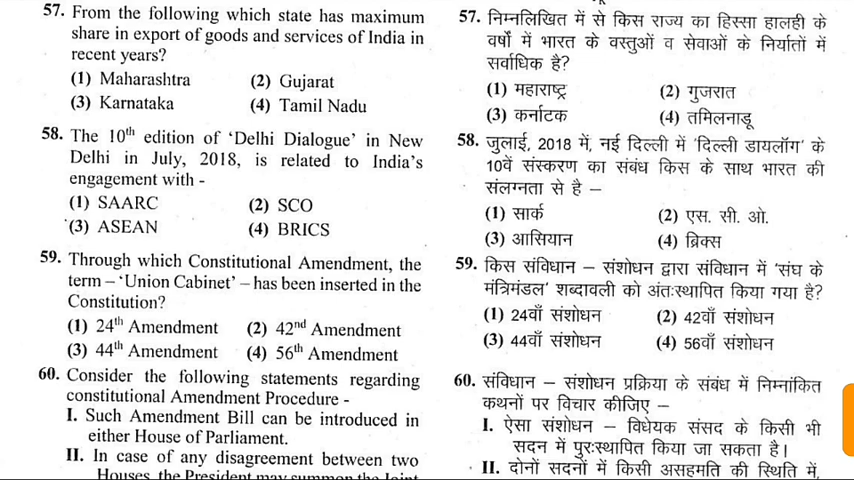 57. From the following which state has maximum
share in export of goods and services of India in
recent years?
(1) Maharashtra (2) Gujarat
(3) Karnataka (4) Tamil Nadu
58. The 10th edition of ‘Delhi Dialogue’ in New
Delhi in July, 2018, is related to India’s
engagement with -
(1) SAARC (2) SCO
(3) ASEAN (4) BRICS
59. Through which Constitutional Amendment, the
term – ‘Union Cabinet’ – has been inserted in the
Constitution?
(1) 24th Amendment (2) 42nd Amendment
(3) 44th Amendment (4) 56th Amendment
60. Consider the following statements regarding
constitutional Amendment Procedure -
I. Such Amendment Bill can be introduced in
either House of Parliament.
II. In case of any disagreement between two
Houses, the President may summon the Joint
57. निम्नलिखित में से किस राज्य का हिस्सा हालही के
वर्षों में भारत के वस्तुओं व सेवाओं के निर्यातों में
सर्वाधिक है?
(1) महाराष्ट्र (2) गुजरात
(3) कर्नाटक (4) तमिलनाडू
58. जुलाई, 2018 में, नई दिल्ली में ‘दिल्ली डायलॉग’ के
10वें संस्करण का संबंध किस के साथ भारत की
संलग्नता से है –
(1) सार्क (2) एस. सी. ओ.
(3) आसियान (4) ब्रिक्स
59. किस संविधान – संशोधन द्वारा संविधान में ‘संघ के
मंत्रिमंडल’ शब्दावली को अंतःस्थापित किया गया है?
(1) 24वाँ संशोधन (2) 42वाँ संशोधन
(3) 44वाँ संशोधन (4) 56वाँ संशोधन
60. संविधान – संशोधन प्रक्रिया के संबंध में निम्नांकित
कथनों पर विचार कीजिए –
I. ऐसा संशोधन – विधेयक संसद के किसी भी
सदन में पुरःस्थापित किया जा सकता है।
II. दोनों सदनों में किसी असहमति की स्थिति में,